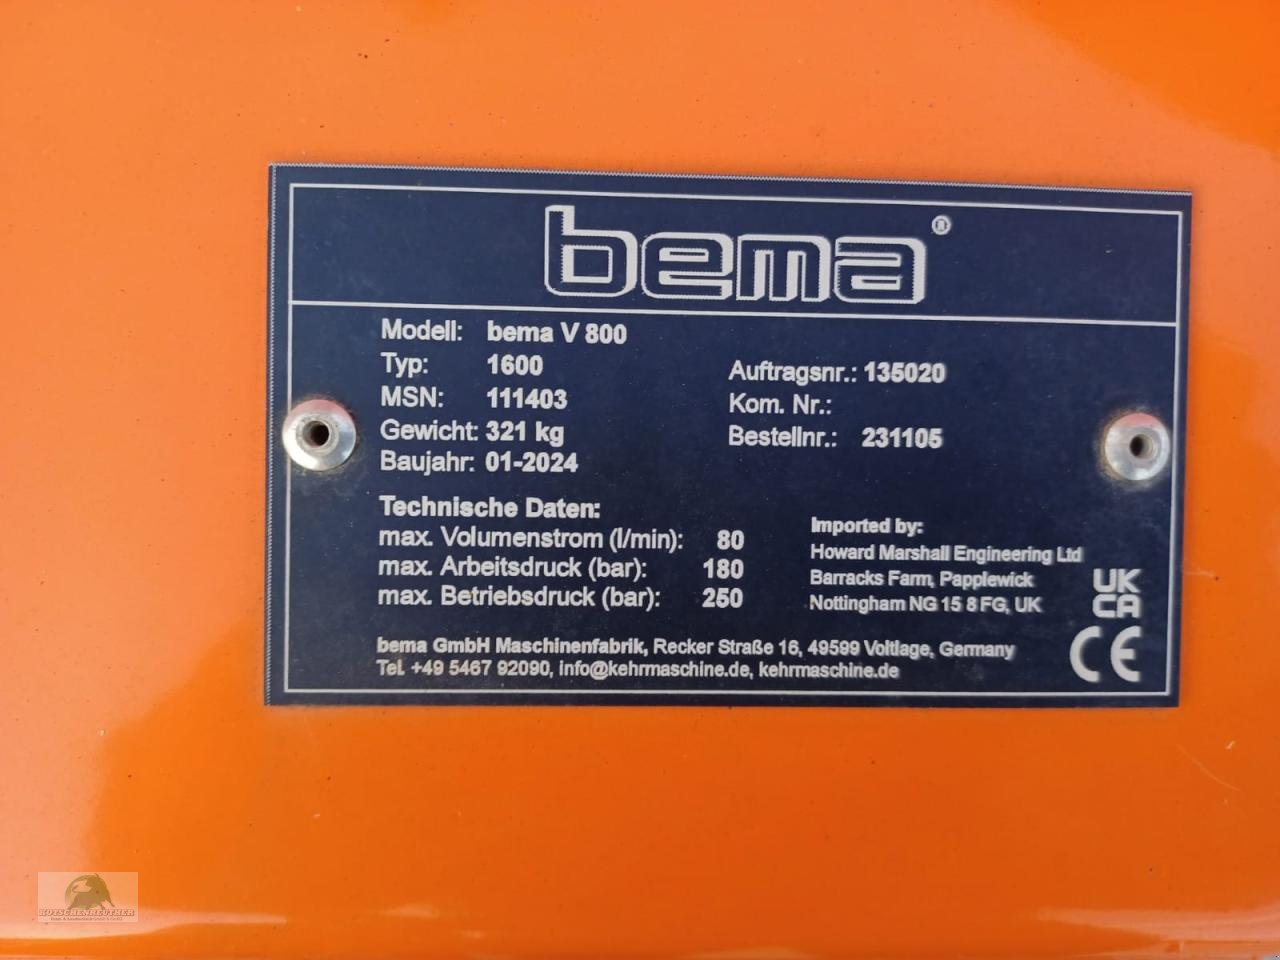 bema®
Modell: bema V 800
Typ: 1600
MSN: 111403
Gewicht: 321 kg
Baujahr: 01-2024
Auftragsnr.: 135020
Kom. Nr.:
Bestellnr.: 231105
Technische Daten:
max. Volumenstrom (l/min): 80
max. Arbeitsdruck (bar): 180
max. Betriebsdruck (bar): 250
Imported by:
Howard Marshall Engineering Ltd
Barracks Farm, Papplewick
Nottingham NG 15 8 FG, UK
UK
CA
CE
bema GmbH Maschinenfabrik, Recker Straße 16, 49599 Voltlage, Germany
Tel. +49 5467 92090, info@kehrmaschine.de, kehrmaschine.de
KOTSCHENREUTHER